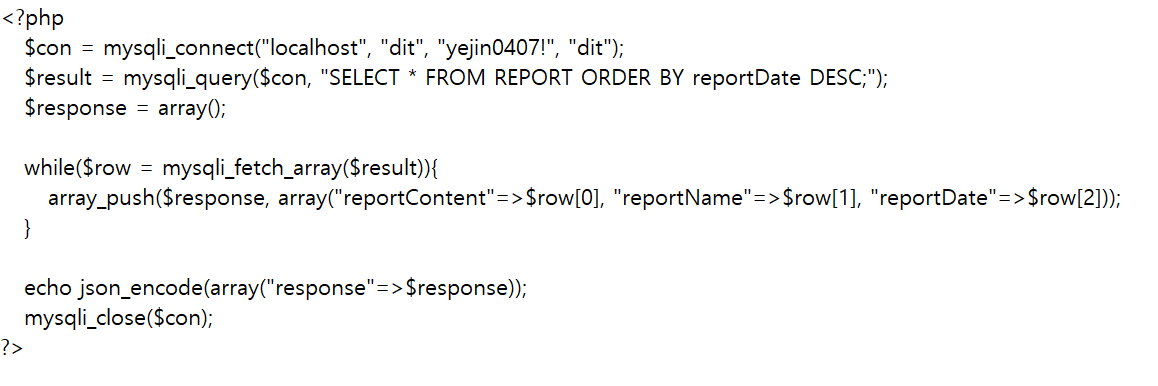 <?php
$con = mysqli_connect("localhost", "dit", "yejin0407!", "dit");
$result = mysqli_query($con, "SELECT * FROM REPORT ORDER BY reportDate DESC;");
$response = array();
while($row = mysqli_fetch_array($result)){
array_push($response, array("reportContent"=>$row[0], "reportName"=>$row[1], "reportDate"=>$row[2]));
}
echo json_encode(array("response"=>$response));
mysqli_close($con);
?>